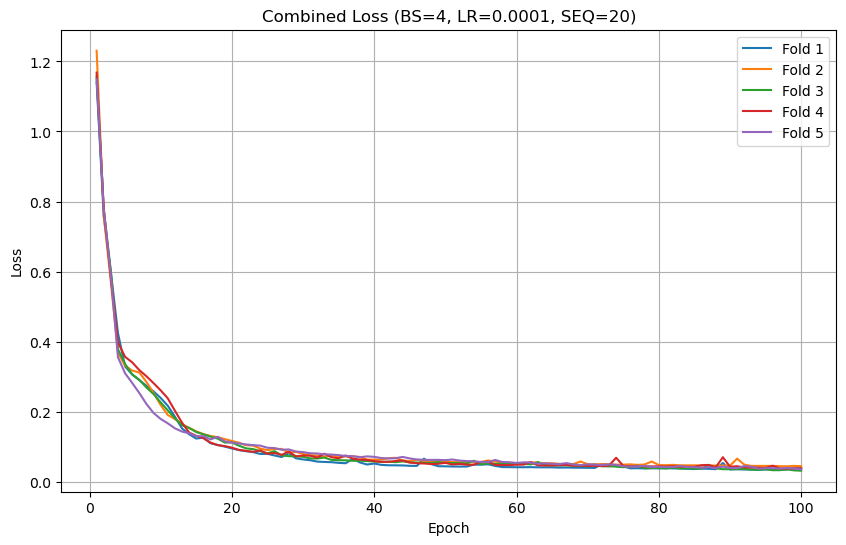 Combined Loss (BS=4, LR=0.0001, SEQ=20)
Fold 1
Fold 2
Fold 3
Fold 4
Fold 5
Loss
1.2
1.0
0.8
0.6
0.4
0.2
0.0
0 20 40 60 80 100
Epoch